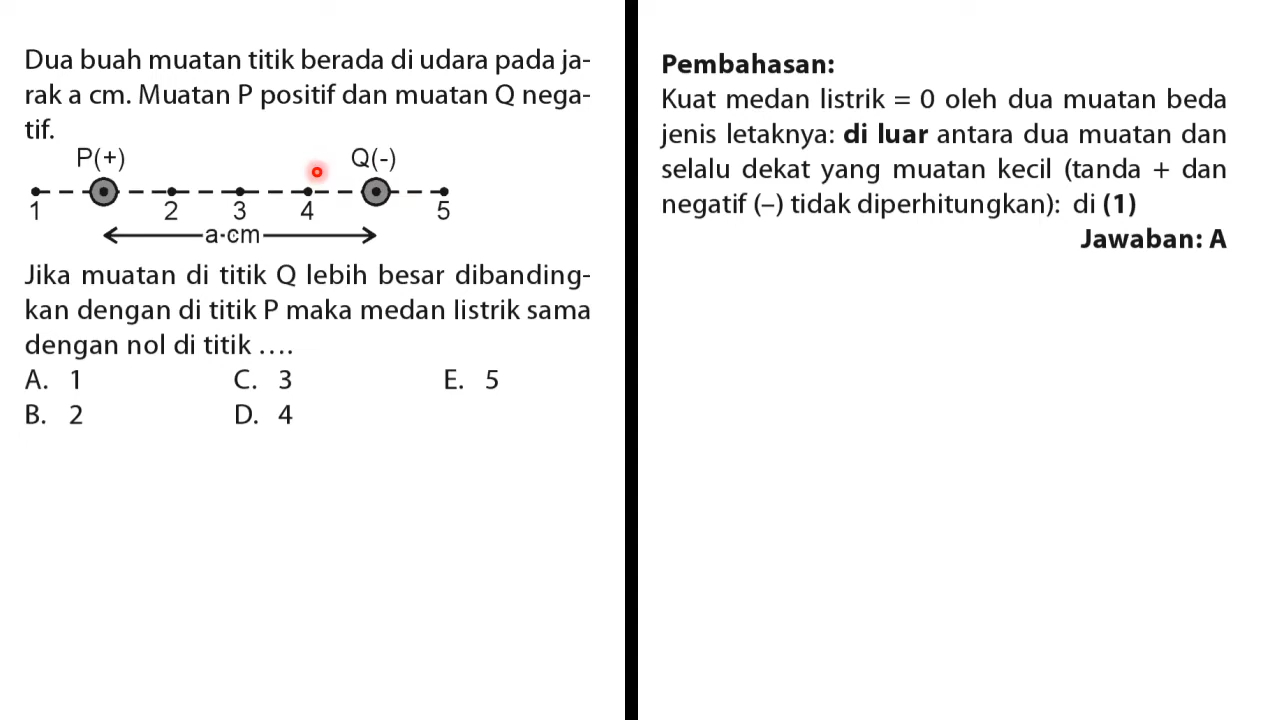 Dua buah muatan titik berada di udara pada ja-
rak a cm. Muatan P positif dan muatan Q nega-
tif.
P(+) Q(-)
1 2 3 4 5
a·cm
Jika muatan di titik Q lebih besar dibanding-
kan dengan di titik P maka medan listrik sama
dengan nol di titik ….
A. 1 C. 3 E. 5
B. 2 D. 4
Pembahasan:
Kuat medan listrik = 0 oleh dua muatan beda
jenis letaknya: di luar antara dua muatan dan
selalu dekat yang muatan kecil (tanda + dan
negatif (–) tidak diperhitungkan): di (1)
Jawaban: A